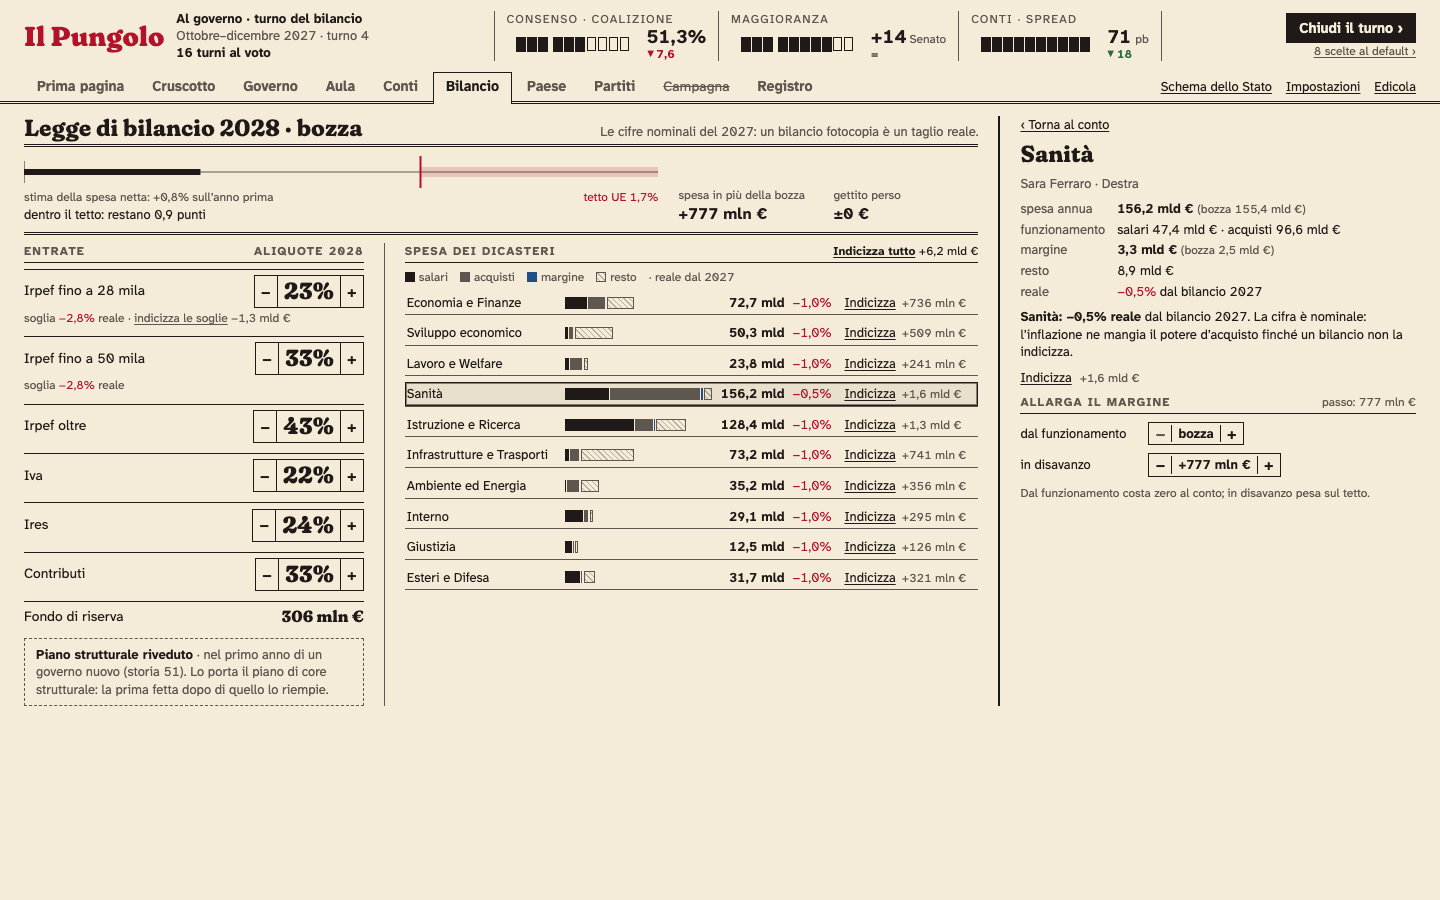 Il Pungolo
Al governo · turno del bilancio
Ottobre–dicembre 2027 · turno 4
16 turni al voto
CONSENSO · COALIZIONE
51,3%
▼7,6
MAGGIORANZA
+14 Senato
=
CONTI · SPREAD
71 pb
▼18
Chiudi il turno ›
8 scelte al default ›
Prima pagina Cruscotto Governo Aula Conti Bilancio Paese Partiti Campagna Registro
Schema dello Stato Impostazioni Edicola
Legge di bilancio 2028 · bozza
Le cifre nominali del 2027: un bilancio fotocopia è un taglio reale.
stima della spesa netta: +0,8% sull'anno prima
tetto UE 1,7%
dentro il tetto: restano 0,9 punti
spesa in più della bozza
+777 mln €
gettito perso
±0 €
ENTRATE ALIQUOTE 2028
Irpef fino a 28 mila – 23% +
soglia –2,8% reale · indicizza le soglie –1,3 mld €
Irpef fino a 50 mila – 33% +
soglia –2,8% reale
Irpef oltre – 43% +
Iva – 22% +
Ires – 24% +
Contributi – 33% +
Fondo di riserva 306 mln €
Piano strutturale riveduto · nel primo anno di un
governo nuovo (storia 51). Lo porta il piano di core
strutturale: la prima fetta dopo di quello lo riempie.
SPESA DEI DICASTERI Indicizza tutto +6,2 mld €
salari acquisti margine resto · reale dal 2027
Economia e Finanze 72,7 mld –1,0% Indicizza +736 mln €
Sviluppo economico 50,3 mld –1,0% Indicizza +509 mln €
Lavoro e Welfare 23,8 mld –1,0% Indicizza +241 mln €
Sanità 156,2 mld –0,5% Indicizza +1,6 mld €
Istruzione e Ricerca 128,4 mld –1,0% Indicizza +1,3 mld €
Infrastrutture e Trasporti 73,2 mld –1,0% Indicizza +741 mln €
Ambiente ed Energia 35,2 mld –1,0% Indicizza +356 mln €
Interno 29,1 mld –1,0% Indicizza +295 mln €
Giustizia 12,5 mld –1,0% Indicizza +126 mln €
Esteri e Difesa 31,7 mld –1,0% Indicizza +321 mln €
‹ Torna al conto
Sanità
Sara Ferraro · Destra
spesa annua 156,2 mld € (bozza 155,4 mld €)
funzionamento salari 47,4 mld € · acquisti 96,6 mld €
margine 3,3 mld € (bozza 2,5 mld €)
resto 8,9 mld €
reale –0,5% dal bilancio 2027
Sanità: –0,5% reale dal bilancio 2027. La cifra è nominale:
l'inflazione ne mangia il potere d'acquisto finché un bilancio non la
indicizza.
Indicizza +1,6 mld €
ALLARGA IL MARGINE passo: 777 mln €
dal funzionamento – bozza +
in disavanzo – +777 mln € +
Dal funzionamento costa zero al conto; in disavanzo pesa sul tetto.